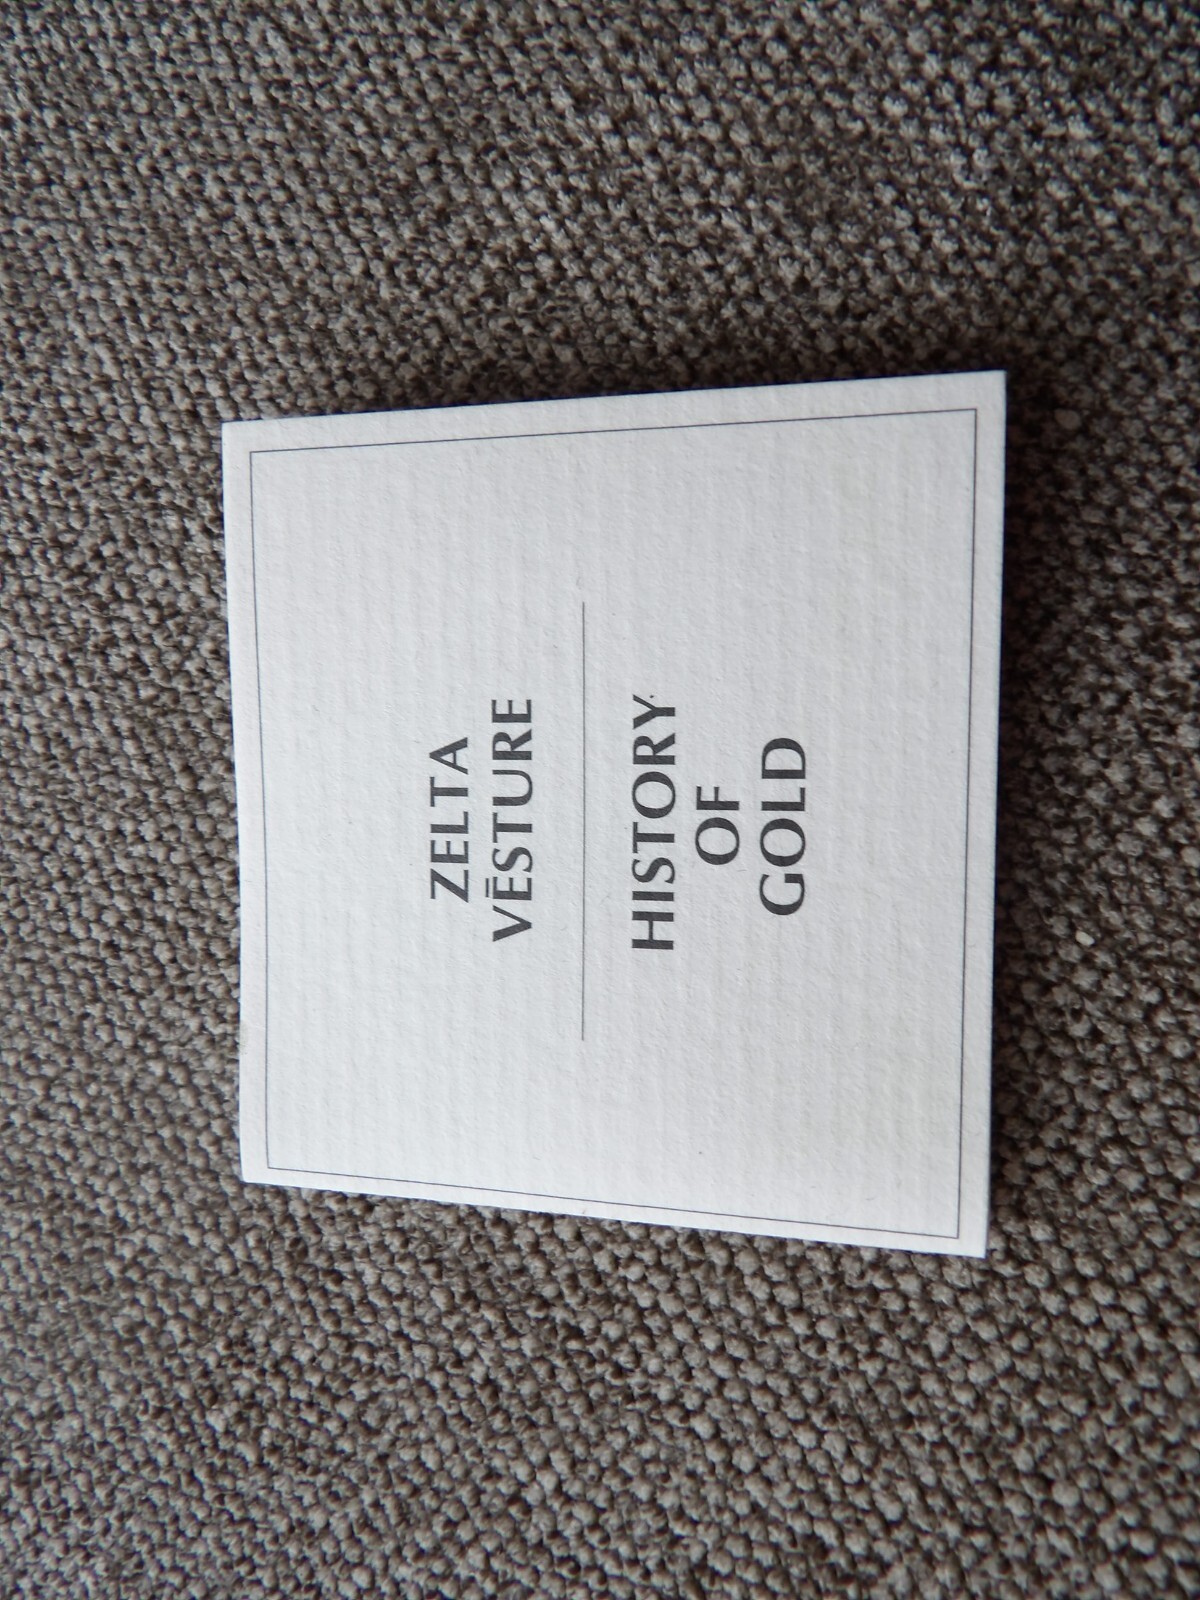 ZELTA
VĒSTURE
HISTORY
OF
GOLD